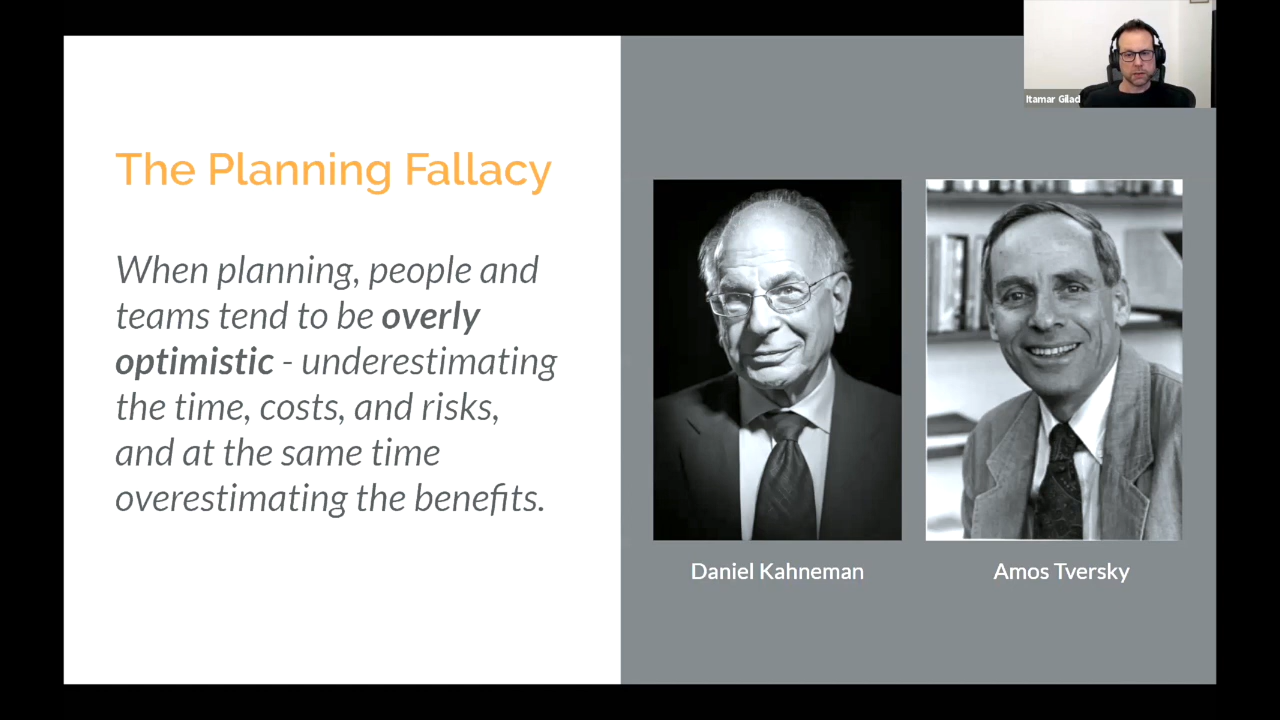 Itamar Gilad
The Planning Fallacy
When planning, people and
teams tend to be overly
optimistic - underestimating
the time, costs, and risks,
and at the same time
overestimating the benefits.
Daniel Kahneman
Amos Tversky